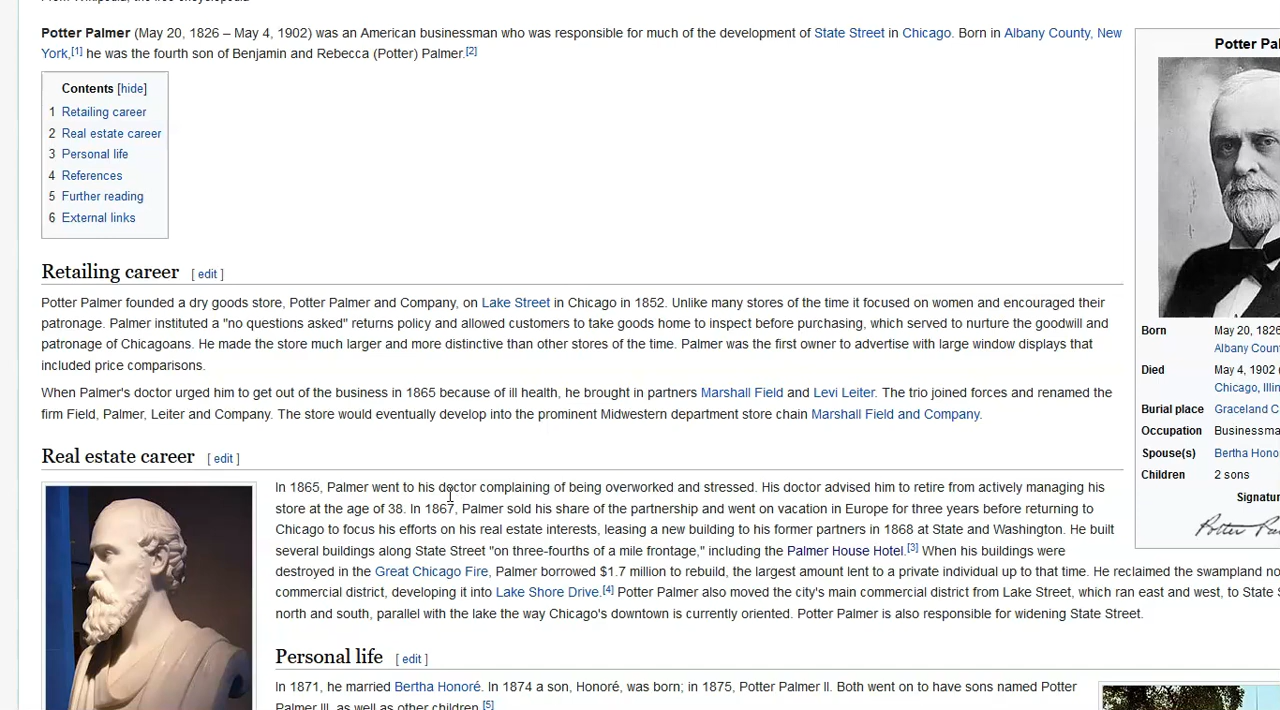 Potter Palmer (May 20, 1826 – May 4, 1902) was an American businessman who was responsible for much of the development of State Street in Chicago. Born in Albany County, New
York,[1] he was the fourth son of Benjamin and Rebecca (Potter) Palmer.[2]
Contents [hide]
1 Retailing career
2 Real estate career
3 Personal life
4 References
5 Further reading
6 External links
Retailing career [ edit ]
Potter Palmer founded a dry goods store, Potter Palmer and Company, on Lake Street in Chicago in 1852. Unlike many stores of the time it focused on women and encouraged their
patronage. Palmer instituted a "no questions asked" returns policy and allowed customers to take goods home to inspect before purchasing, which served to nurture the goodwill and
patronage of Chicagoans. He made the store much larger and more distinctive than other stores of the time. Palmer was the first owner to advertise with large window displays that
included price comparisons.
When Palmer's doctor urged him to get out of the business in 1865 because of ill health, he brought in partners Marshall Field and Levi Leiter. The trio joined forces and renamed the
firm Field, Palmer, Leiter and Company. The store would eventually develop into the prominent Midwestern department store chain Marshall Field and Company.
Real estate career [ edit ]
In 1865, Palmer went to his doctor complaining of being overworked and stressed. His doctor advised him to retire from actively managing his
store at the age of 38. In 1867, Palmer sold his share of the partnership and went on vacation in Europe for three years before returning to
Chicago to focus his efforts on his real estate interests, leasing a new building to his former partners in 1868 at State and Washington. He built
several buildings along State Street "on three-fourths of a mile frontage," including the Palmer House Hotel.[3] When his buildings were
destroyed in the Great Chicago Fire, Palmer borrowed $1.7 million to rebuild, the largest amount lent to a private individual up to that time. He reclaimed the swampland no
commercial district, developing it into Lake Shore Drive.[4] Potter Palmer also moved the city's main commercial district from Lake Street, which ran east and west, to State
north and south, parallel with the lake the way Chicago's downtown is currently oriented. Potter Palmer is also responsible for widening State Street.
Personal life [ edit ]
In 1871, he married Bertha Honoré. In 1874 a son, Honoré, was born; in 1875, Potter Palmer II. Both went on to have sons named Potter
Palmer III, as well as other children.[5]
Potter Pal
Born May 20, 1826
Albany Coun
Died May 4, 1902 (
Chicago, Illin
Burial place Graceland C
Occupation Businessma
Spouse(s) Bertha Hono
Children 2 sons
Signatur
Potter Pal